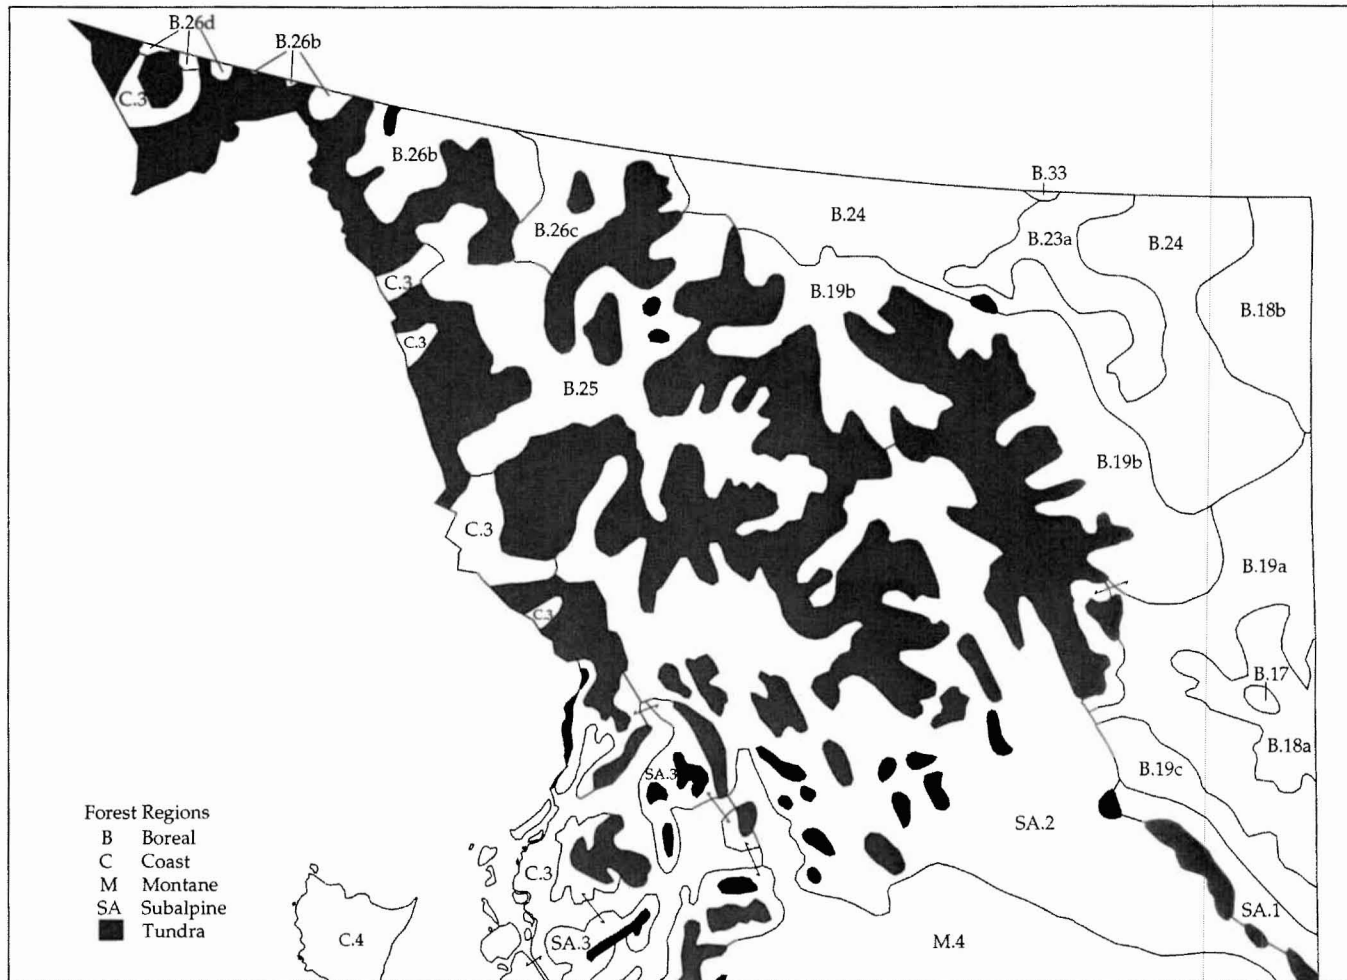 B.26d
B.26b
C.3
B.33
B.26b
B.24
B.26c
B.23a
B.24
C.3
B.19b
B.18b
C.3
B.25
B.19b
C.3
B.19a
C.3
B.17
B.18a
SA.3
B.19c
SA.2
Forest Regions
B Boreal
C Coast
M Montane
SA Subalpine
Tundra
C.3
SA.1
C.4
SA.3
M.4